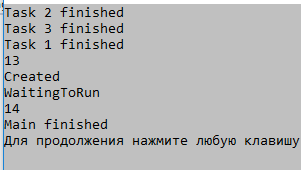 Task 2 finished
Task 3 finished
Task 1 finished
13
Created
WaitingToRun
14
Main finished
Для продолжения нажмите любую клавишу